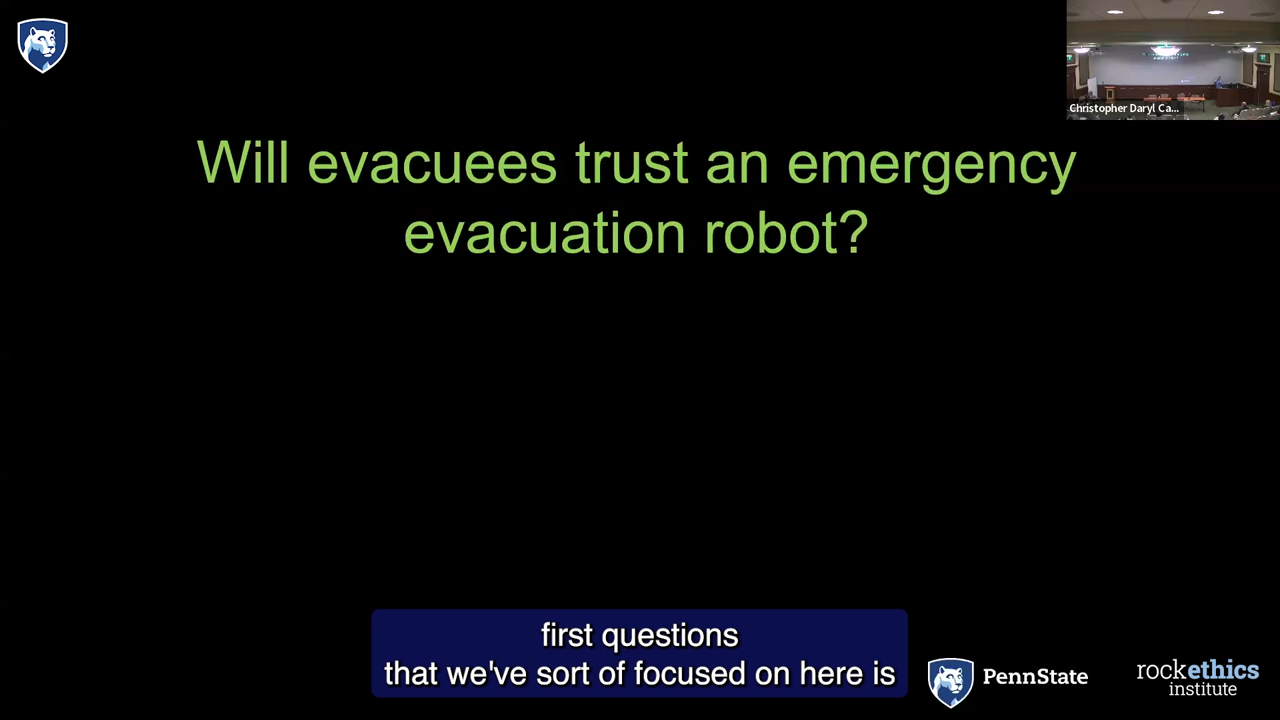 Christopher Daryl Ca...
Will evacuees trust an emergency
evacuation robot?
first questions
that we've sort of focused on here is
PennState
rockethics
institute